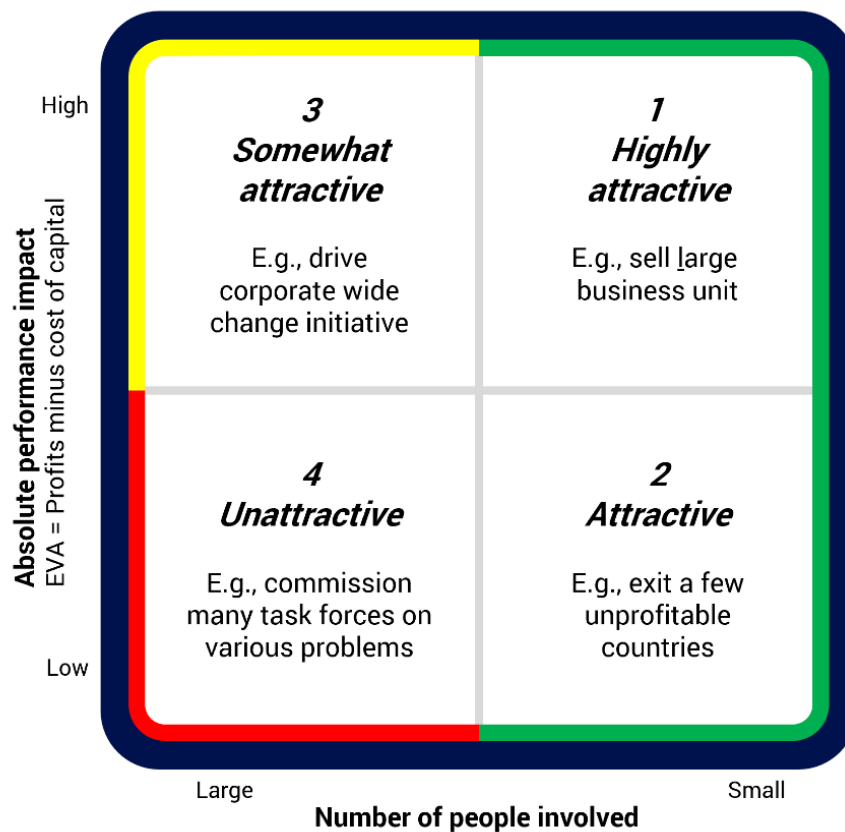 High
3
Somewhat
attractive
E.g., drive
corporate wide
change initiative
1
Highly
attractive
E.g., sell large
business unit
Absolute performance impact
EVA = Profits minus cost of capital
4
Unattractive
E.g., commission
many task forces on
various problems
2
Attractive
E.g., exit a few
unprofitable
countries
Low
Large
Small
Number of people involved